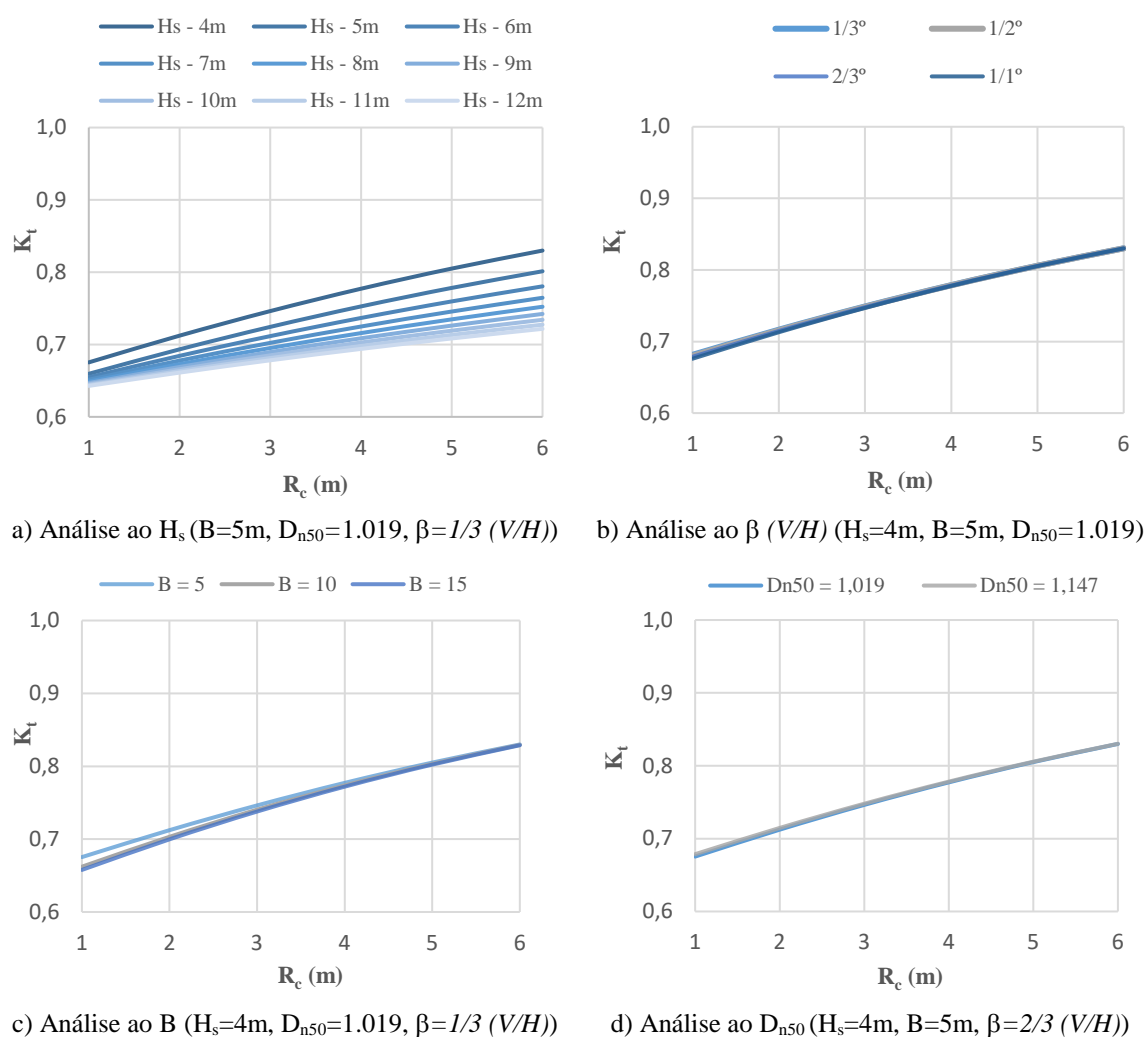 Hs - 4m Hs - 5m Hs - 6m
Hs - 7m Hs - 8m Hs - 9m
Hs - 10m Hs - 11m Hs - 12m
1,0
0,9
0,8
0,7
0,6
Kt
1 2 3 4 5 6
Rc (m)
a) Análise ao Hs (B=5m, Dn50=1.019, β=1/3 (V/H))
1/3º 1/2º
2/3º 1/1º
1,0
0,9
0,8
0,7
0,6
Kt
1 2 3 4 5 6
Rc (m)
b) Análise ao β (V/H) (Hs=4m, B=5m, Dn50=1.019)
B = 5 B = 10 B = 15
1,0
0,9
0,8
0,7
0,6
Kt
1 2 3 4 5 6
Rc (m)
c) Análise ao B (Hs=4m, Dn50=1.019, β=1/3 (V/H))
Dn50 = 1,019 Dn50 = 1,147
1,0
0,9
0,8
0,7
0,6
Kt
1 2 3 4 5 6
Rc (m)
d) Análise ao Dn50 (Hs=4m, B=5m, β=2/3 (V/H))